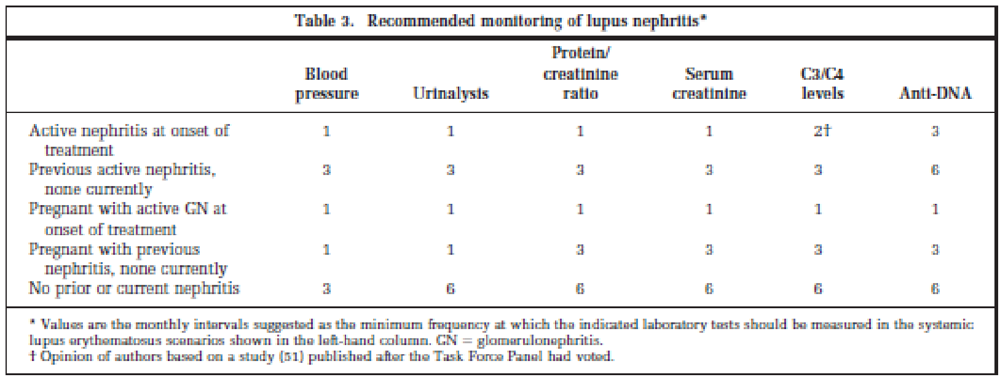 Table 3. Recommended monitoring of lupus nephritis*
Protein/
Blood creatinine Serum C3/C4
pressure Urinalysis ratio creatinine levels Anti-DNA
Active nephritis at onset of 1 1 1 1 2† 3
treatment
Previous active nephritis, 3 3 3 3 3 6
none currently
Pregnant with active GN at 1 1 1 1 1 1
onset of treatment
Pregnant with previous 1 1 3 3 3 3
nephritis, none currently
No prior or current nephritis 3 6 6 6 6 6
* Values are the monthly intervals suggested as the minimum frequency at which the indicated laboratory tests should be measured in the systemic
lupus erythematosus scenarios shown in the left-hand column. GN = glomerulonephritis.
† Opinion of authors based on a study (51) published after the Task Force Panel had voted.